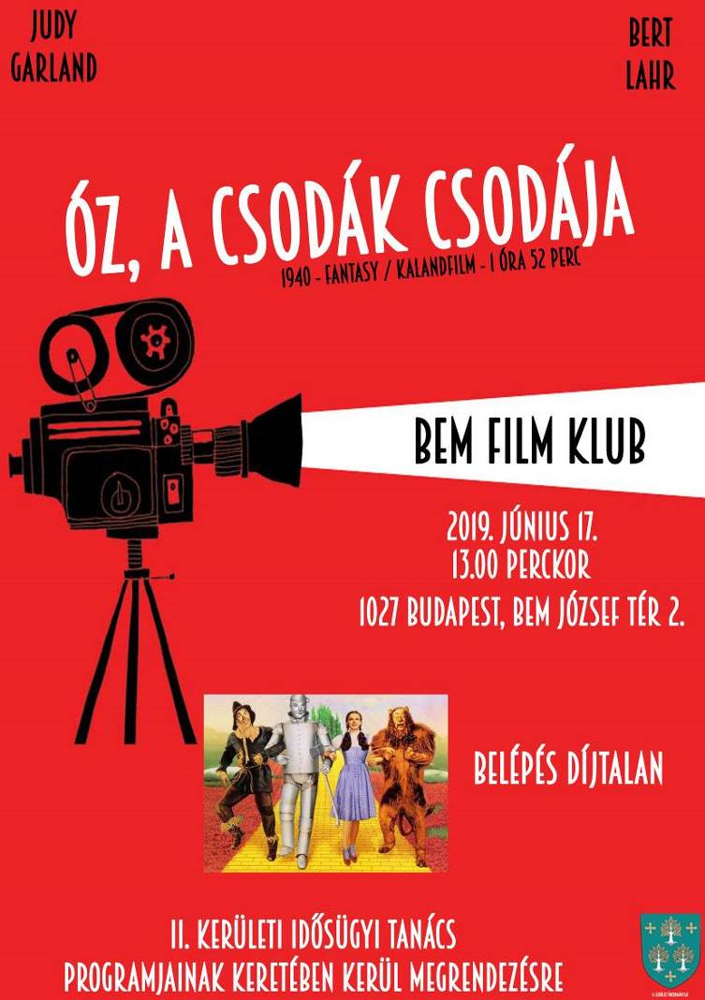 JUDY
GARLAND
BERT
LAHR
ÓZ, A CSODÁK CSODÁJA
1940 - FANTASY / KALANDFILM - 1 ÓRA 52 PERC
BEM FILM KLUB
2019. JÚNIUS 17.
13.00 PERCKOR
1027 BUDAPEST, BEM JÓZSEF TÉR 2.
BELÉPÉS DÍJTALAN
II. KERÜLETI IDŐSÜGYI TANÁCS
PROGRAMJAINAK KERETÉBEN KERÜL MEGRENDEZÉSRE